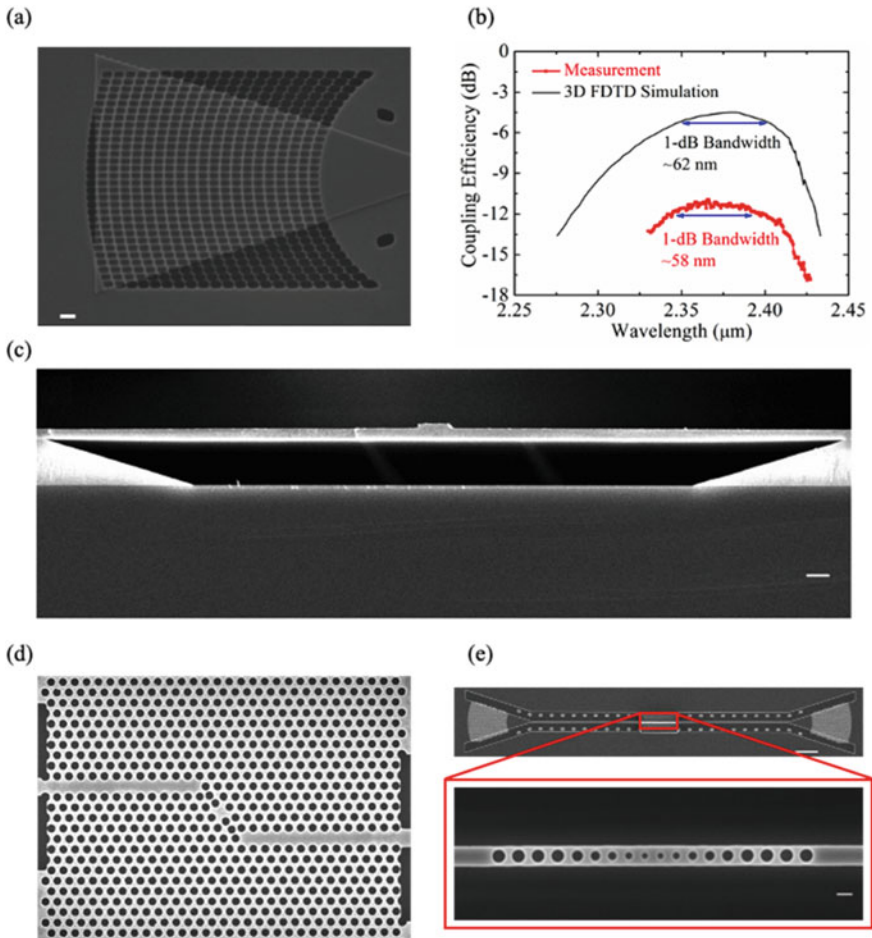 (a)
(b)
0
-3
-6
-9
-12
-15
-18
Coupling Efficiency (dB)
Measurement
3D FDTD Simulation
1-dB Bandwidth
~62 nm
1-dB Bandwidth
~58 nm
2.25
2.30
2.35
2.40
2.45
Wavelength (μm)
(c)
(d)
(e)